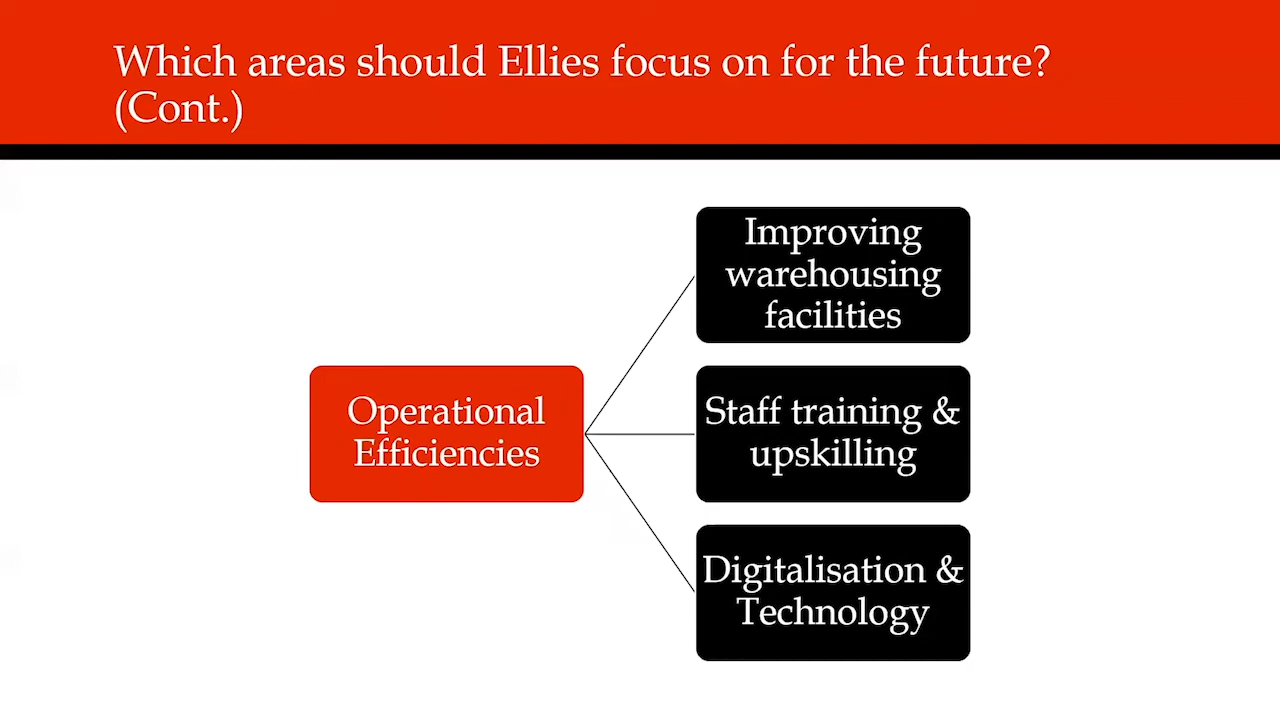 Which areas should Ellies focus on for the future?
(Cont.)
Operational
Efficiencies
Improving
warehousing
facilities
Staff training &
upskilling
Digitalisation &
Technology